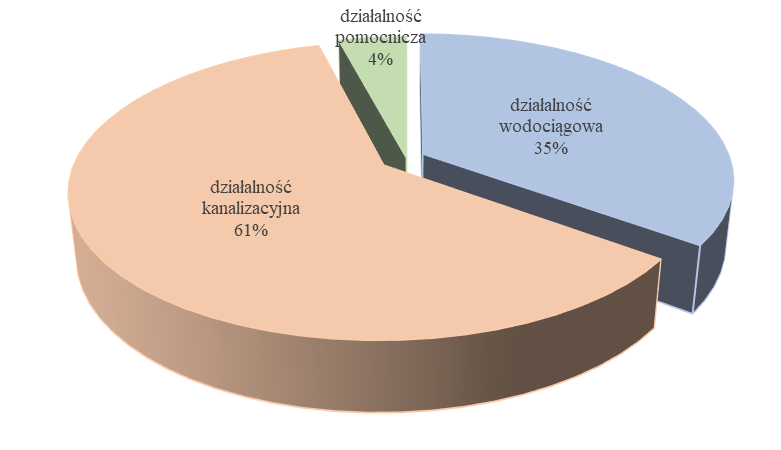 działalność
pomocnicza
4%
działalność
wodociągowa
35%
działalność
kanalizacyjna
61%